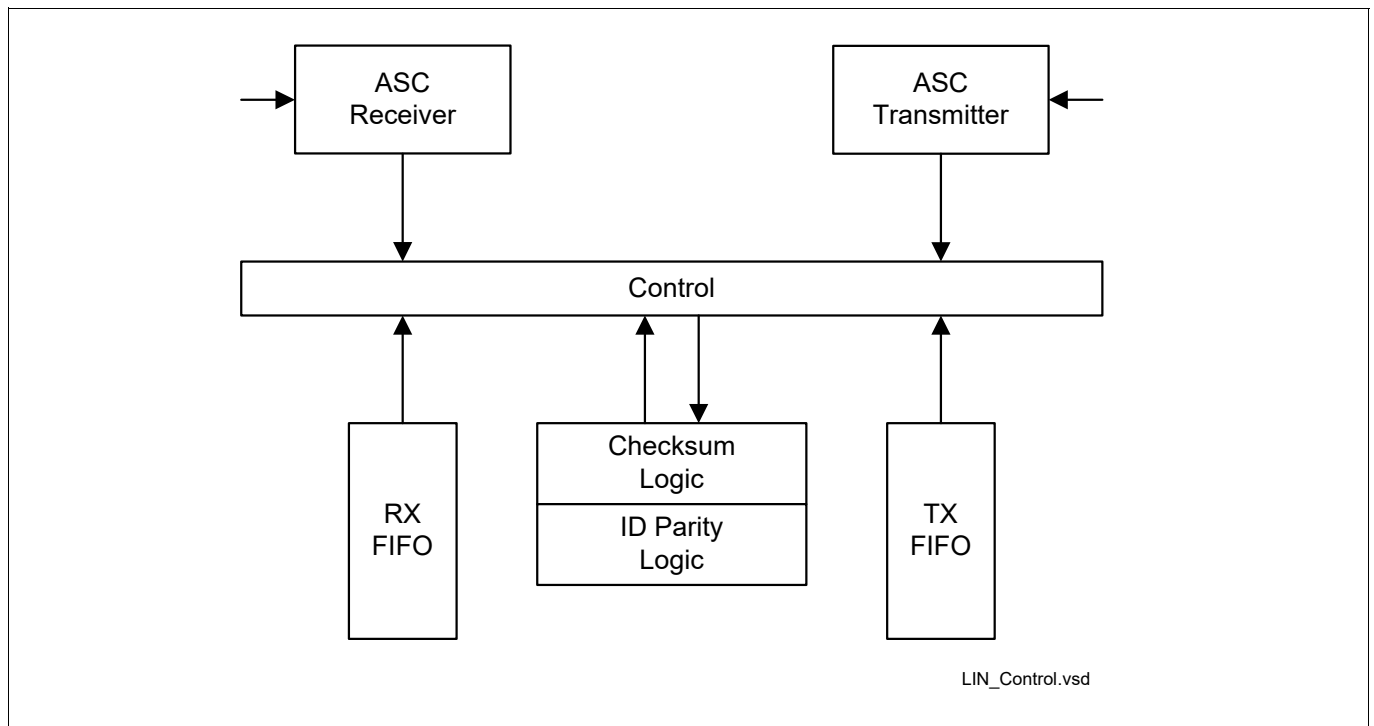 ASC
Receiver
ASC
Transmitter
Control
RX
FIFO
Checksum
Logic
ID Parity
Logic
TX
FIFO
LIN_Control.vsd